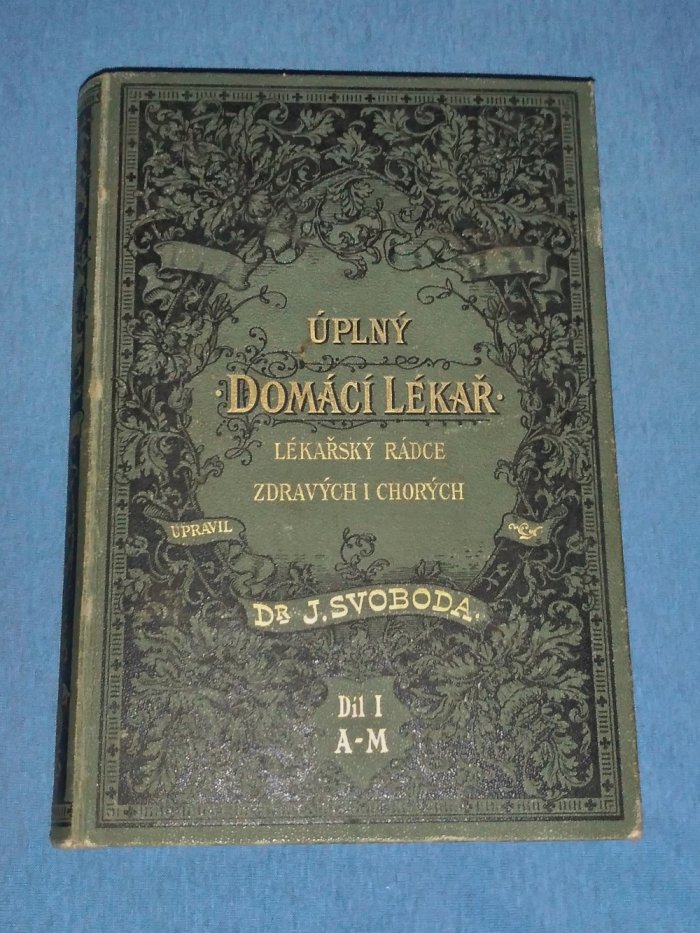 ÚPLNÝ
·DOMÁCÍ LÉKAŘ·
LÉKAŘSKÝ RÁDCE
ZDRAVÝCH I CHORÝCH
UPRAVIL
DR J. SVOBODA.
Díl I
A-M